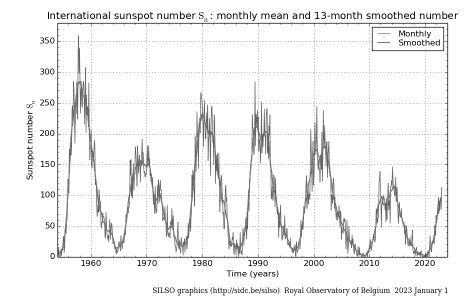 International sunspot number Sₙ : monthly mean and 13-month smoothed number
Monthly
Smoothed
Sunspot number Sₙ
350
300
250
200
150
100
50
0
1960 1970 1980 1990 2000 2010 2020
Time (years)
SILSO graphics (http://sidc.be/silso) Royal Observatory of Belgium 2023 January 1